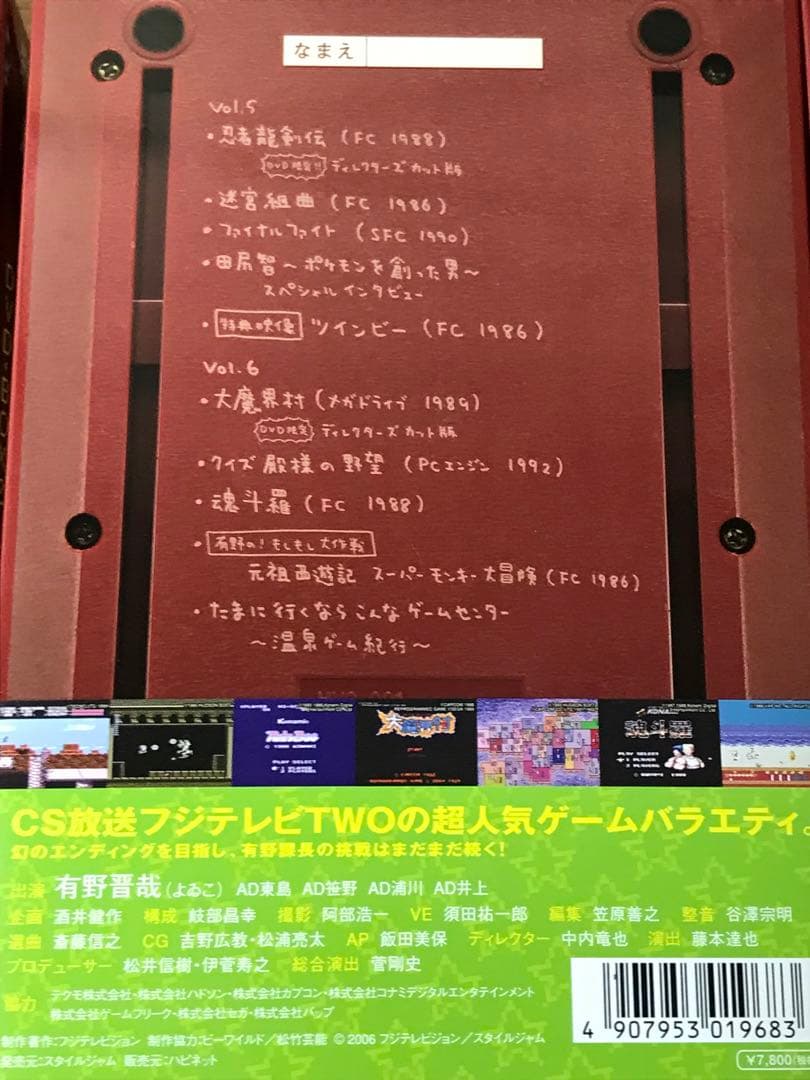 なまえ
Vol.5
・忍者龍剣伝 (FC 1988)
DVD限定!! ディレクターズカット版
・迷宮組曲 (FC 1986)
・ファイナルファイト (SFC 1990)
・田尻智〜ポケモンを創った男〜
スペシャルインタビュー
・特典映像 ツインビー (FC 1986)
Vol.6
・大魔界村 (メガドライブ 1989)
DVD限定 ディレクターズカット版
・クイズ殿様の野望 (PCエンジン 1992)
・魂斗羅 (FC 1988)
・有野の!もしもし大作戦
元祖西遊記 スーパーモンキー大冒険 (FC 1986)
・たまに行くならこんなゲームセンター
〜温泉ゲーム紀行〜
Konami
TwinBee
PLAY SELECT
1 PLAYER
2 PLAYERS
大魔界村
魂斗羅
PLAY SELECT
1 PLAYER
2 PLAYERS
CS放送フジテレビTWOの超人気ゲームバラエティ。
幻のエンディングを目指し、有野課長の挑戦はまだまだ続く!
出演 有野晋哉(よゐこ) AD東島 AD笹野 AD浦川 AD井上
企画 酒井健作 構成 岐部昌幸 撮影 阿部浩一 VE 須田祐一郎 編集 笠原善之 整音 谷澤宗明
選曲 斎藤信之 CG 吉野広教・松浦亮太 AP 飯田美保 ディレクター 中内竜也 演出 藤本達也
プロデューサー 松井信樹・伊菅寿之 総合演出 菅剛史
協力 テクモ株式会社・株式会社ハドソン・株式会社カプコン・株式会社コナミデジタルエンタテインメント
株式会社ゲームフリーク・株式会社セガ・株式会社バップ
制作著作:フジテレビジョン 制作協力:ビーワイルド/松竹芸能 ©2006 フジテレビジョン/スタイルジャム
発売元:スタイルジャム 販売元:ハピネット
4 907953 019683
¥7,800